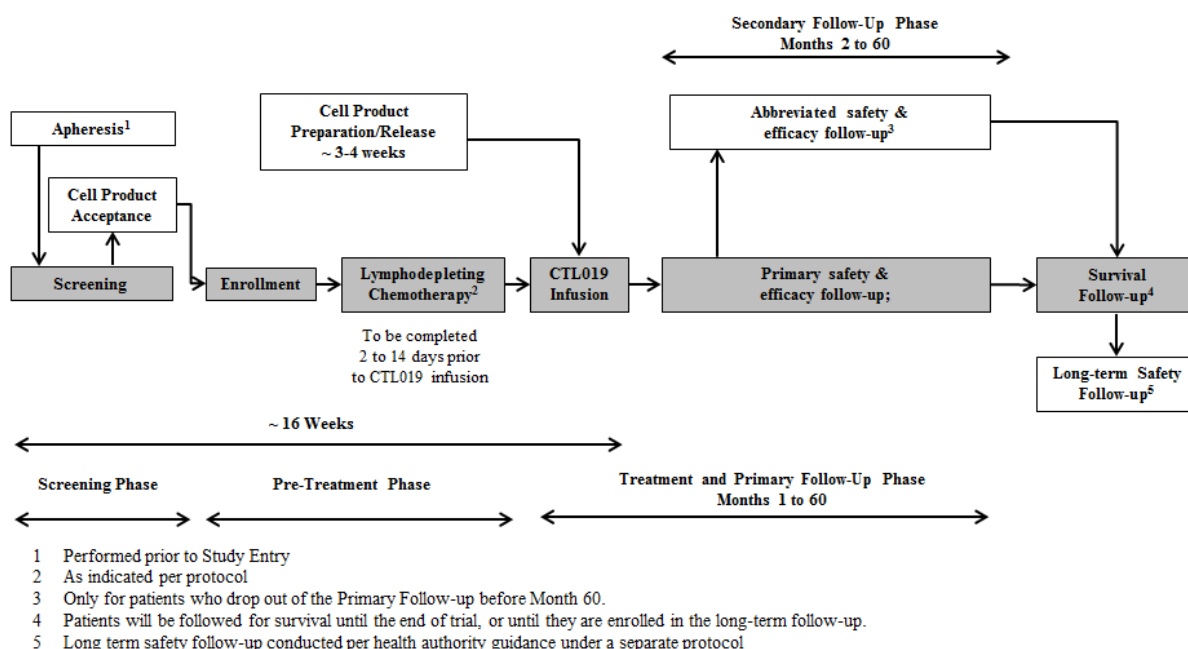 Secondary Follow-Up Phase
Months 2 to 60
Apheresis1
Cell Product
Preparation/Release
~ 3-4 weeks
Abbreviated safety &
efficacy follow-up3
Cell Product
Acceptance
Screening
Enrollment
Lymphodepleting
Chemotherapy2
CTL019
Infusion
Primary safety &
efficacy follow-up;
Survival
Follow-up4
To be completed
2 to 14 days prior
to CTL019 infusion
Long-term Safety
Follow-up5
~ 16 Weeks
Screening Phase
Pre-Treatment Phase
Treatment and Primary Follow-Up Phase
Months 1 to 60
1 Performed prior to Study Entry
2 As indicated per protocol
3 Only for patients who drop out of the Primary Follow-up before Month 60.
4 Patients will be followed for survival until the end of trial, or until they are enrolled in the long-term follow-up.
5 Long term safety follow-up conducted per health authority guidance under a separate protocol